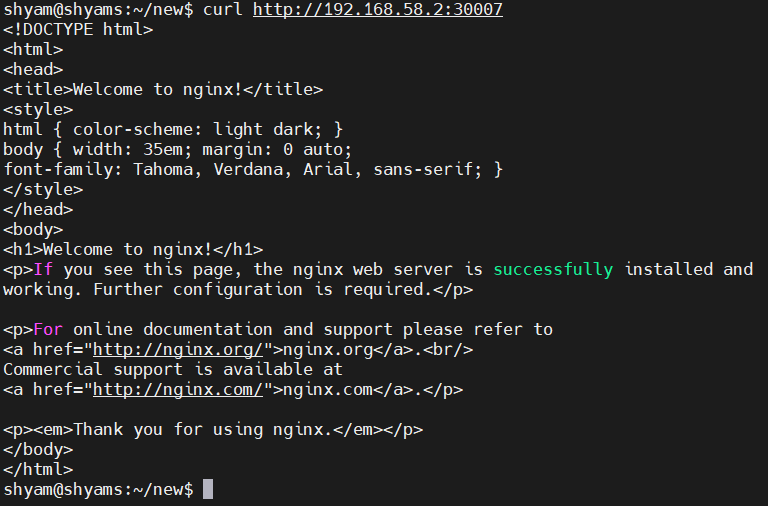 shyam@shyams:~/new$ curl http://192.168.58.2:30007
<!DOCTYPE html>
<html>
<head>
<title>Welcome to nginx!</title>
<style>
html { color-scheme: light dark; }
body { width: 35em; margin: 0 auto;
font-family: Tahoma, Verdana, Arial, sans-serif; }
</style>
</head>
<body>
<h1>Welcome to nginx!</h1>
<p>If you see this page, the nginx web server is successfully installed and
working. Further configuration is required.</p>

<p>For online documentation and support please refer to
<a href="http://nginx.org/">nginx.org</a>.<br/>
Commercial support is available at
<a href="http://nginx.com/">nginx.com</a>.</p>

<p><em>Thank you for using nginx.</em></p>
</body>
</html>
shyam@shyams:~/new$